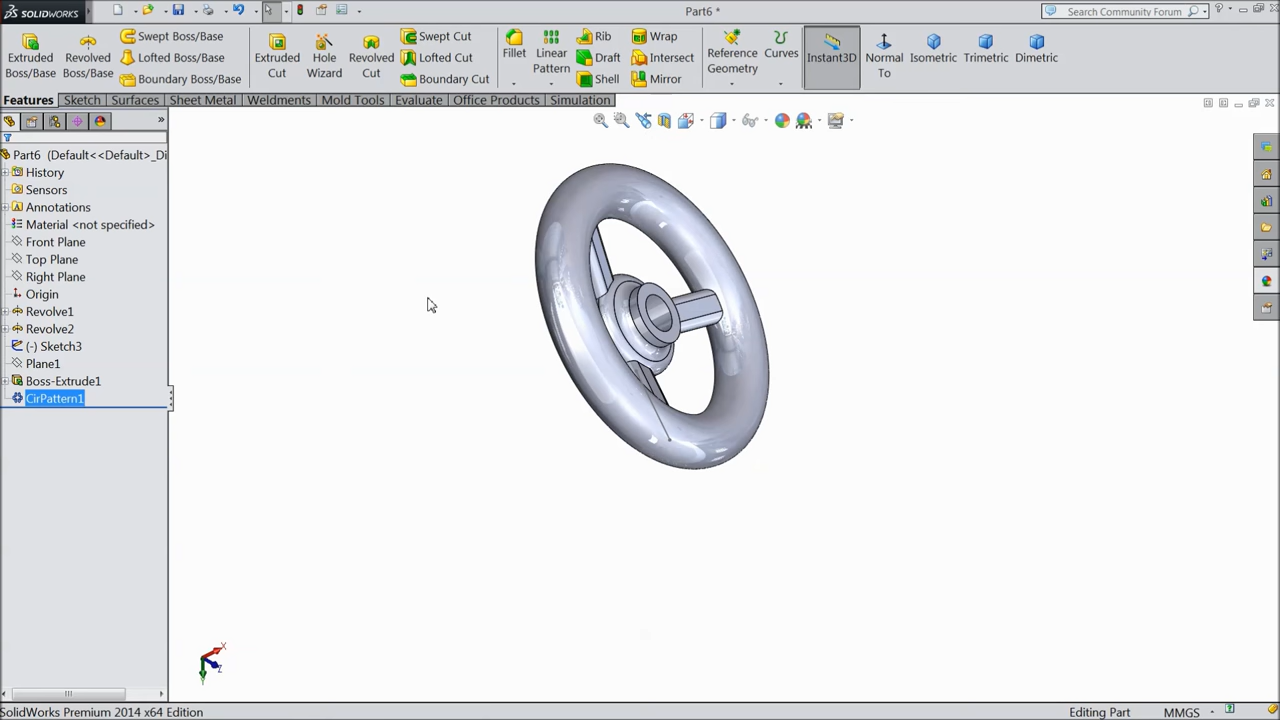 SOLIDWORKS
Part6 *
Search Community Forum
Extruded Boss/Base
Revolved Boss/Base
Swept Boss/Base
Lofted Boss/Base
Boundary Boss/Base
Extruded Cut
Hole Wizard
Revolved Cut
Swept Cut
Lofted Cut
Boundary Cut
Fillet
Linear Pattern
Rib
Draft
Shell
Wrap
Intersect
Mirror
Reference Geometry
Curves
Instant3D
Normal To
Isometric
Trimetric
Dimetric
Features
Sketch
Surfaces
Sheet Metal
Weldments
Mold Tools
Evaluate
Office Products
Simulation
Part6 (Default<<Default>_Di
History
Sensors
Annotations
Material <not specified>
Front Plane
Top Plane
Right Plane
Origin
Revolve1
Revolve2
(-) Sketch3
Plane1
Boss-Extrude1
CirPattern1
X
Y
Z
SolidWorks Premium 2014 x64 Edition
Editing Part
MMGS